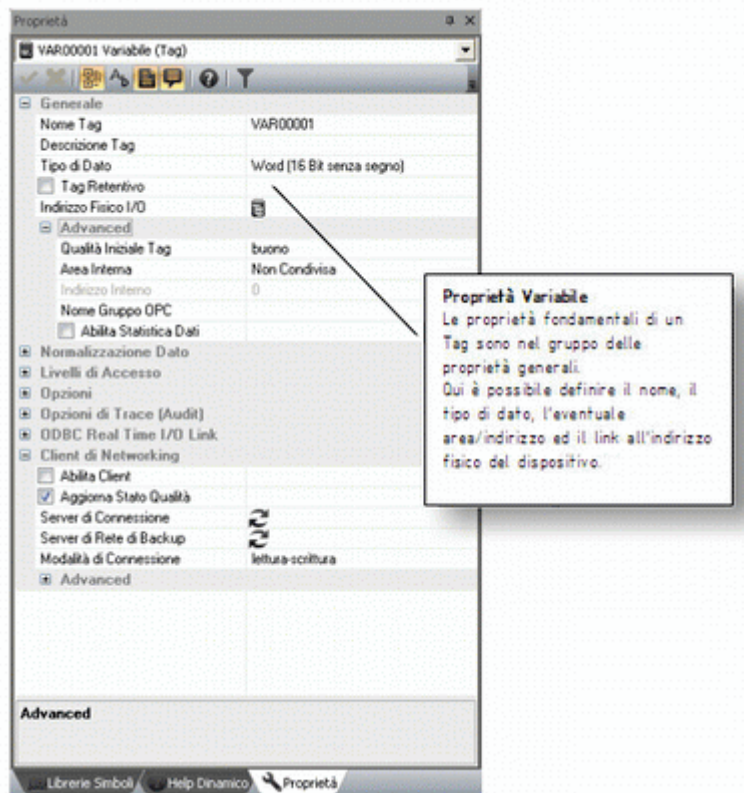 Proprietà
VAR00001 Variabile (Tag)
Generale
Nome Tag VAR00001
Descrizione Tag
Tipo di Dato Word (16 Bit senza segno)
Tag Retentivo
Indirizzo Fisico I/O
Advanced
Qualità Iniziale Tag buono
Area Interna Non Condivisa
Indirizzo Interno 0
Nome Gruppo OPC
Abilita Statistica Dati
Normalizzazione Dato
Livelli di Accesso
Opzioni
Opzioni di Trace (Audit)
ODBC Real Time I/O Link
Client di Networking
Abilita Client
Aggiorna Stato Qualità
Server di Connessione
Server di Rete di Backup
Modalità di Connessione lettura-scrittura
Advanced
Proprietà Variabile
Le proprietà fondamentali di un
Tag sono nel gruppo delle
proprietà generali.
Qui è possibile definire il nome, il
tipo di dato, l'eventuale
area/indirizzo ed il link all'indirizzo
fisico del dispositivo.
Advanced
Librerie Simboli Help Dinamico Proprietà